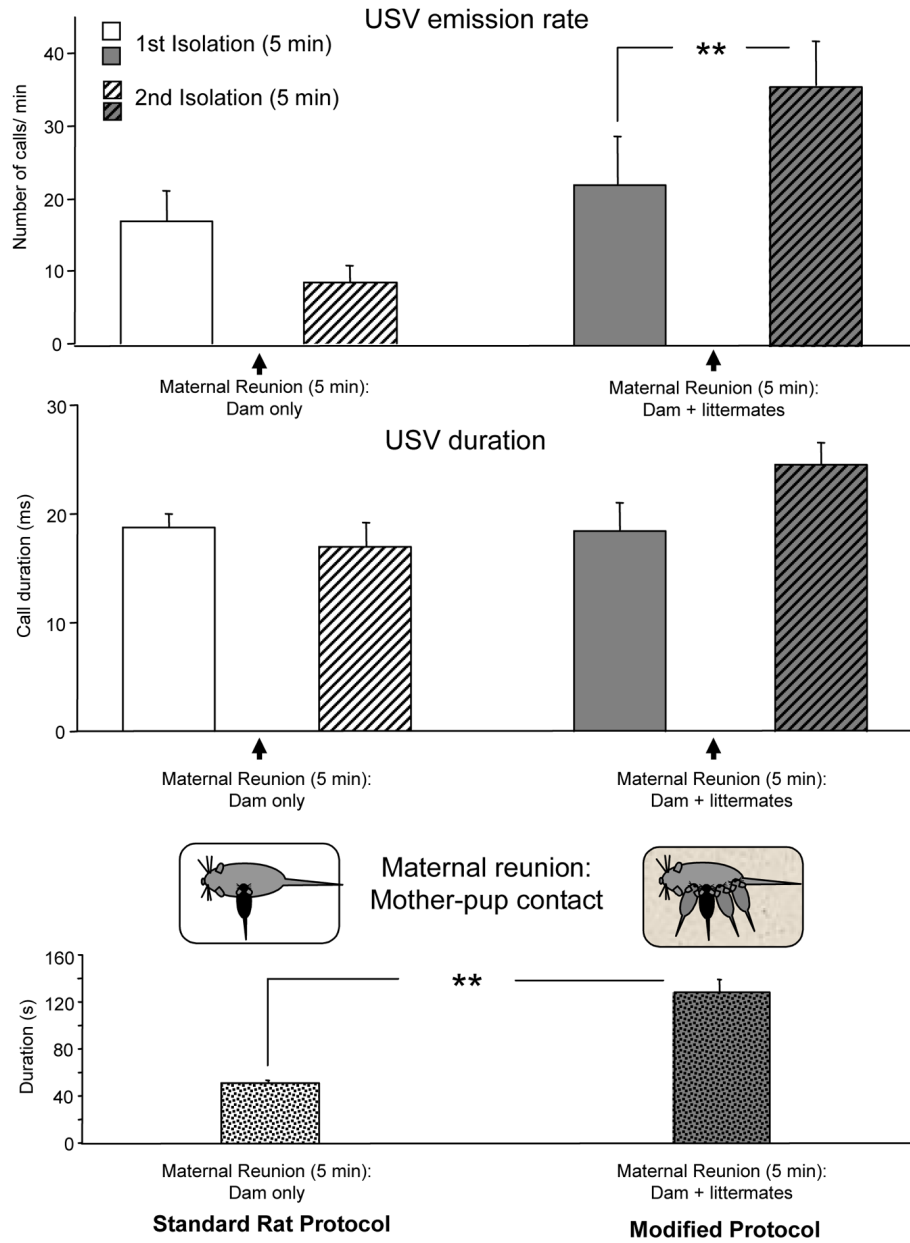 USV emission rate
1st Isolation (5 min)
2nd Isolation (5 min)
Number of calls/ min
40
30
20
10
0
**
Maternal Reunion (5 min):
Dam only
Maternal Reunion (5 min):
Dam + littermates
USV duration
Call duration (ms)
30
20
10
0
Maternal Reunion (5 min):
Dam only
Maternal Reunion (5 min):
Dam + littermates
Maternal reunion:
Mother-pup contact
Duration (s)
160
120
80
40
0
**
Maternal Reunion (5 min):
Dam only
Maternal Reunion (5 min):
Dam + littermates
Standard Rat Protocol
Modified Protocol